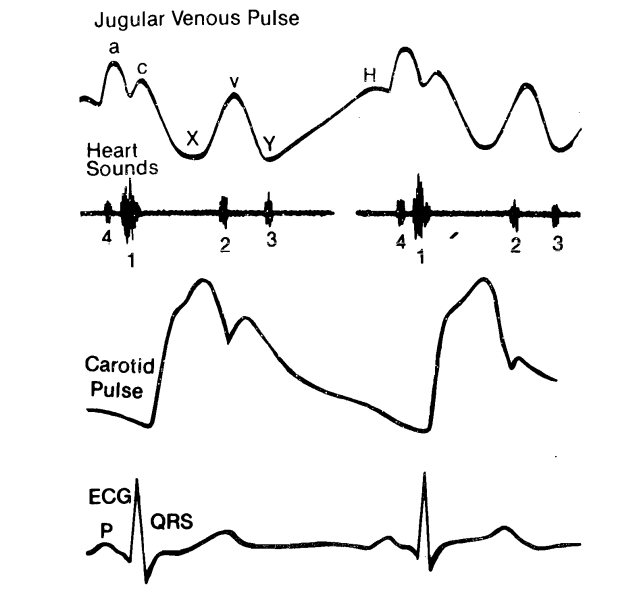 Jugular Venous Pulse
a
c
X
v
Y
H
Heart
Sounds
4
1
2
3
4
1
2
3
Carotid
Pulse
ECG
P
QRS